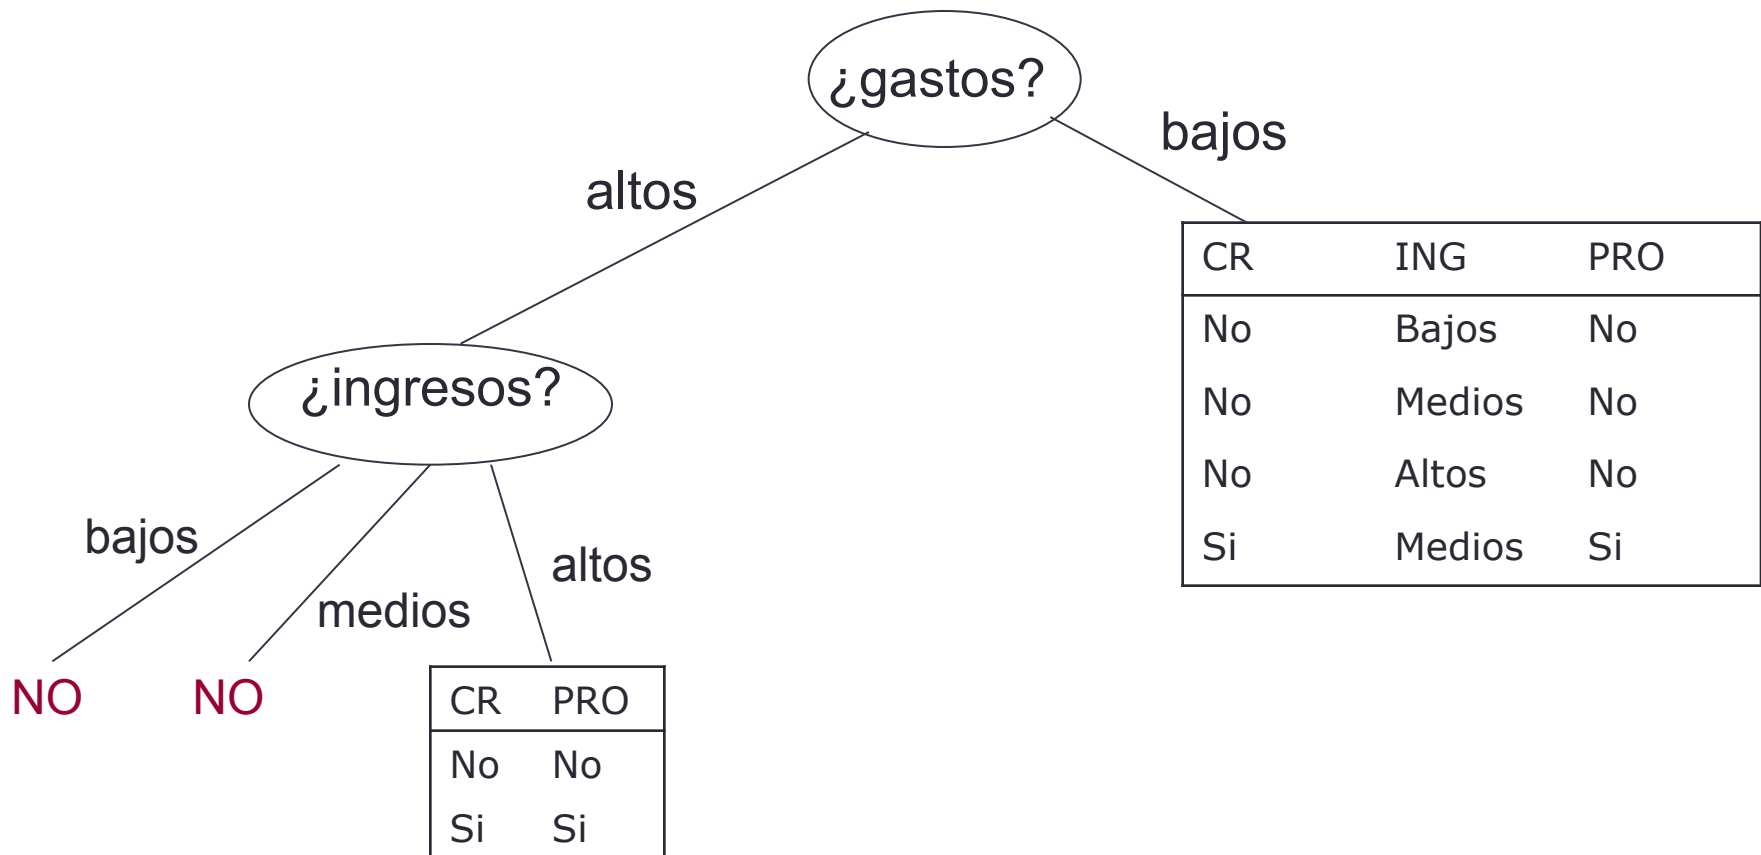 ¿gastos?
bajos
altos
CR ING PRO
No Bajos No
No Medios No
No Altos No
Si Medios Si
¿ingresos?
bajos
medios
altos
NO NO
CR PRO
No No
Si Si